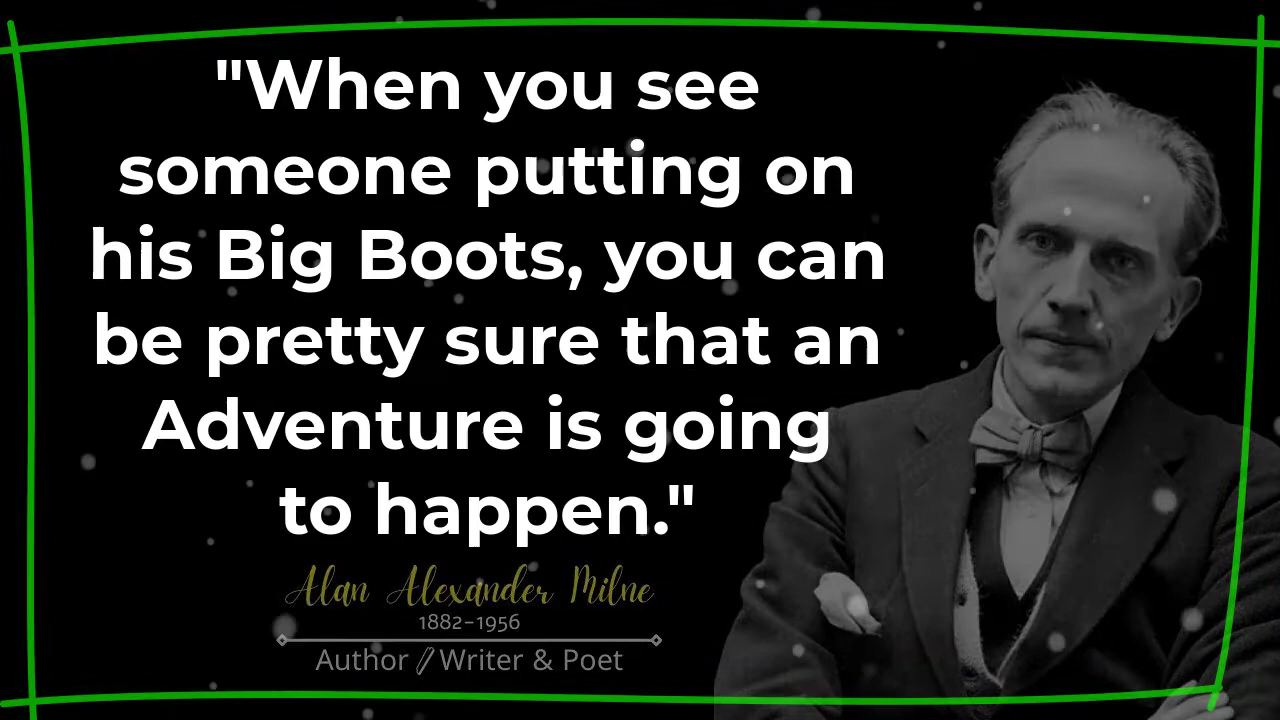 "When you see
someone putting on
his Big Boots, you can
be pretty sure that an
Adventure is going
to happen."
Alan Alexander Milne
1882-1956
Author Writer & Poet